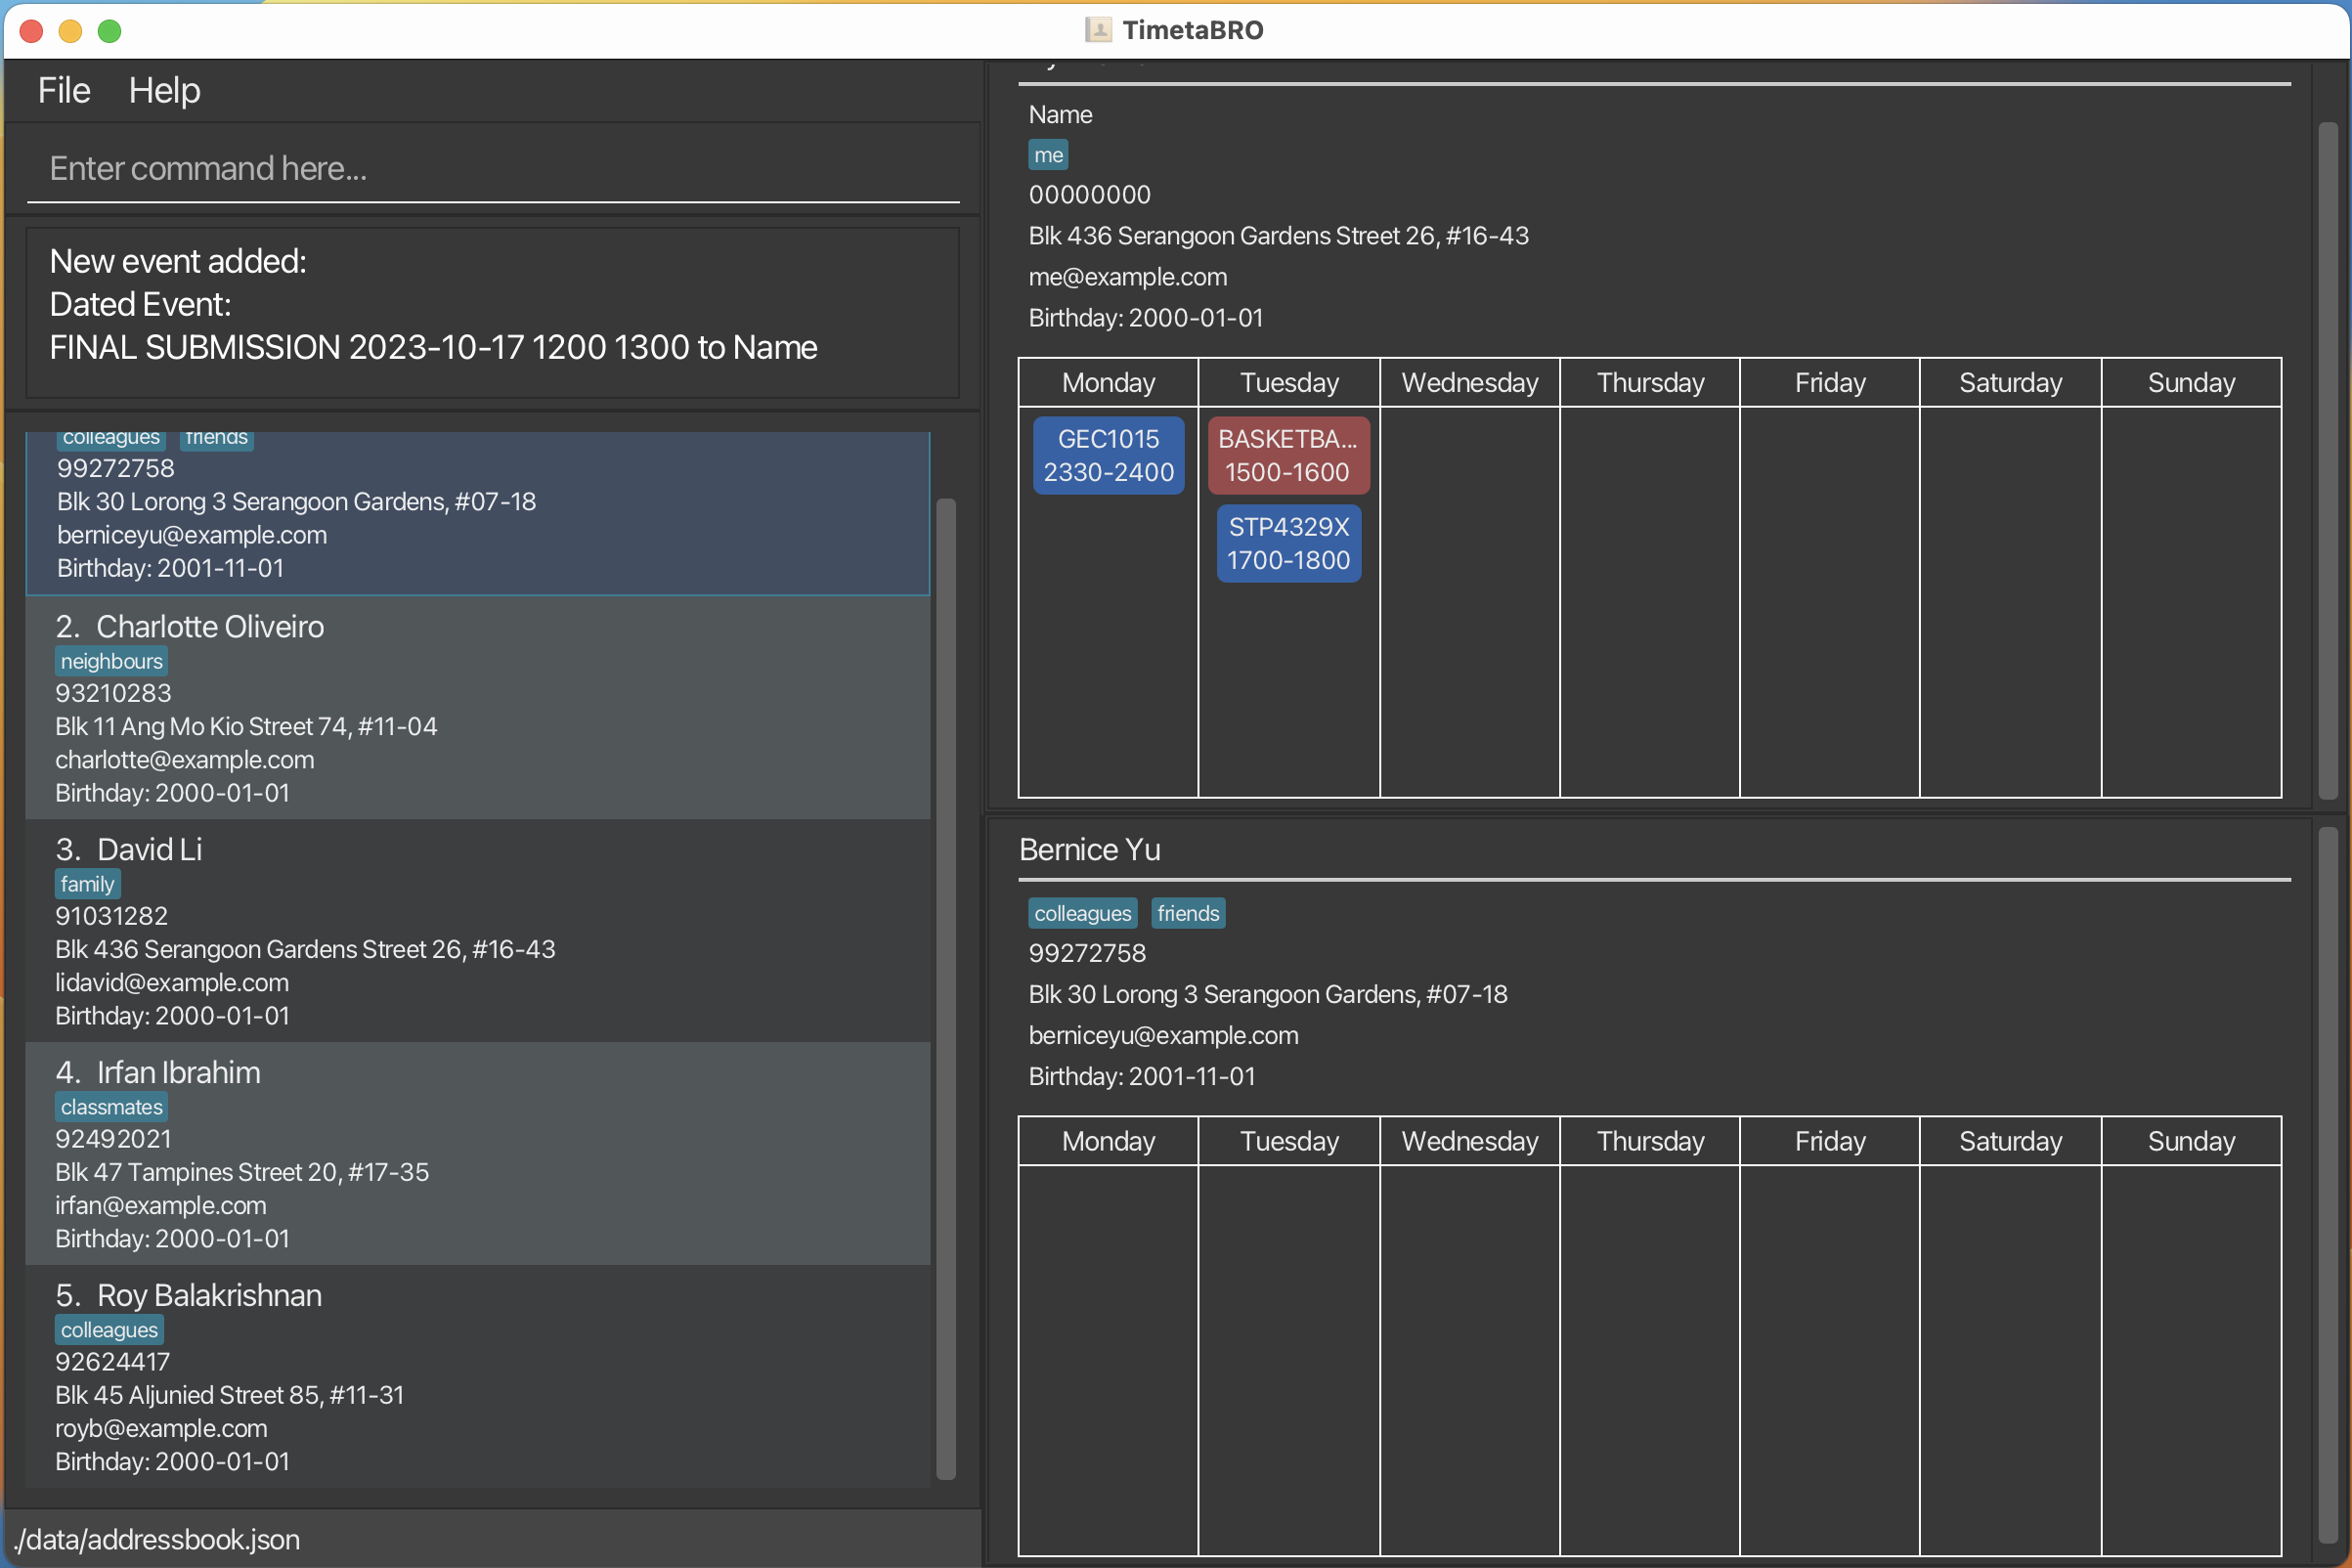 TimetaBRO
File Help
Enter command here...
New event added:
Dated Event:
FINAL SUBMISSION 2023-10-17 1200 1300 to Name
colleagues friends
99272758
Blk 30 Lorong 3 Serangoon Gardens, #07-18
berniceyu@example.com
Birthday: 2001-11-01
2. Charlotte Oliveiro
neighbours
93210283
Blk 11 Ang Mo Kio Street 74, #11-04
charlotte@example.com
Birthday: 2000-01-01
3. David Li
family
91031282
Blk 436 Serangoon Gardens Street 26, #16-43
lidavid@example.com
Birthday: 2000-01-01
4. Irfan Ibrahim
classmates
92492021
Blk 47 Tampines Street 20, #17-35
irfan@example.com
Birthday: 2000-01-01
5. Roy Balakrishnan
colleagues
92624417
Blk 45 Aljunied Street 85, #11-31
royb@example.com
Birthday: 2000-01-01
./data/addressbook.json
Name
me
00000000
Blk 436 Serangoon Gardens Street 26, #16-43
me@example.com
Birthday: 2000-01-01
Monday Tuesday Wednesday Thursday Friday Saturday Sunday
GEC1015
2330-2400
BASKETBA...
1500-1600
STP4329X
1700-1800
Bernice Yu
colleagues friends
99272758
Blk 30 Lorong 3 Serangoon Gardens, #07-18
berniceyu@example.com
Birthday: 2001-11-01
Monday Tuesday Wednesday Thursday Friday Saturday Sunday